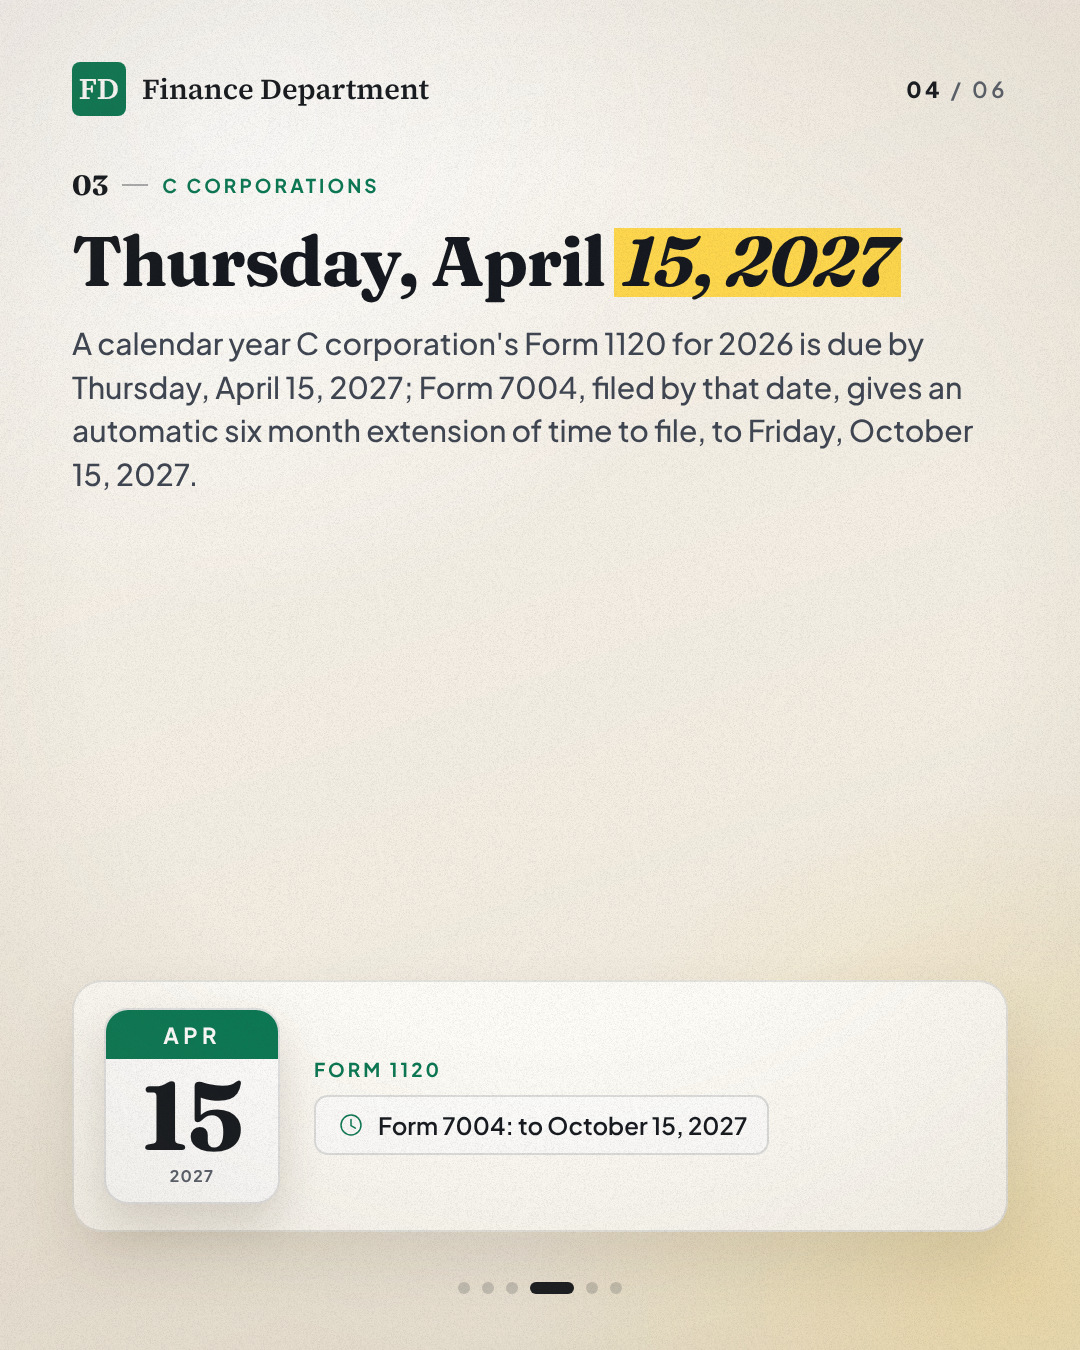 FD Finance Department
04 / 06
03 — C CORPORATIONS
Thursday, April 15, 2027
A calendar year C corporation's Form 1120 for 2026 is due by
Thursday, April 15, 2027; Form 7004, filed by that date, gives an
automatic six month extension of time to file, to Friday, October
15, 2027.
APR
15
2027
FORM 1120
Form 7004: to October 15, 2027